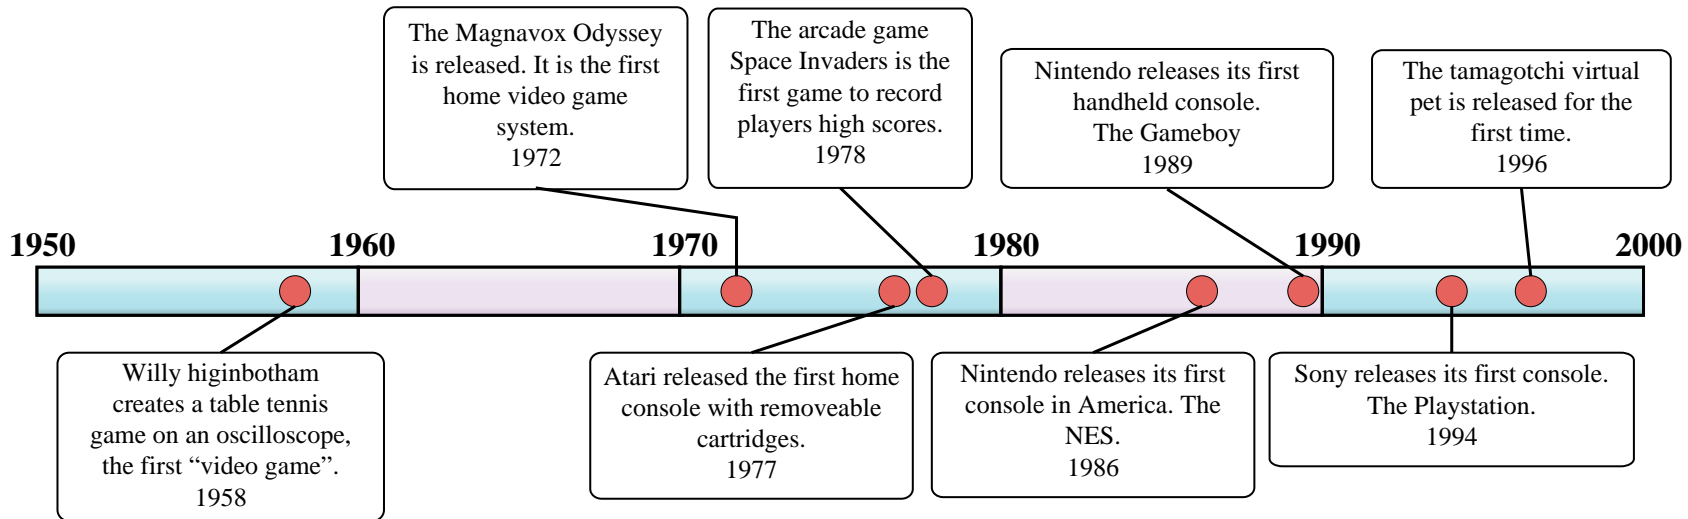 The Magnavox Odyssey
is released. It is the first
home video game
system.
1972
The arcade game
Space Invaders is the
first game to record
players high scores.
1978
Nintendo releases its first
handheld console.
The Gameboy
1989
The tamagotchi virtual
pet is released for the
first time.
1996
1950
1960
1970
1980
1990
2000
Willy higinbotham
creates a table tennis
game on an oscilloscope,
the first “video game”.
1958
Atari released the first home
console with removeable
cartridges.
1977
Nintendo releases its first
console in America. The
NES.
1986
Sony releases its first console.
The Playstation.
1994